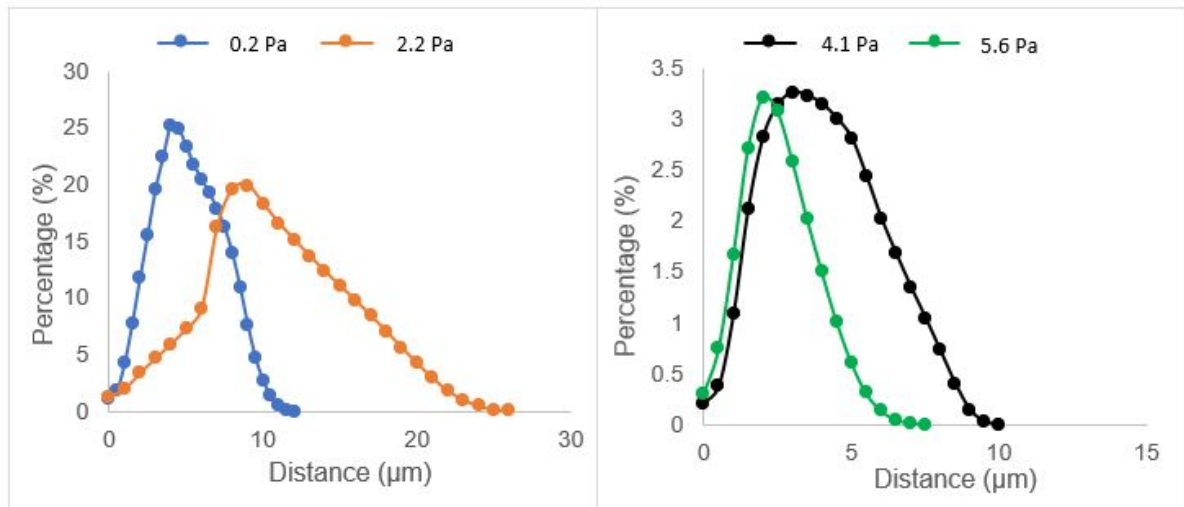 0.2 Pa 2.2 Pa
30
25
20
15
10
5
0
0 10 20 30
Percentage (%)
Distance (μm)
4.1 Pa 5.6 Pa
3.5
3
2.5
2
1.5
1
0.5
0
0 5 10 15
Percentage (%)
Distance (μm)